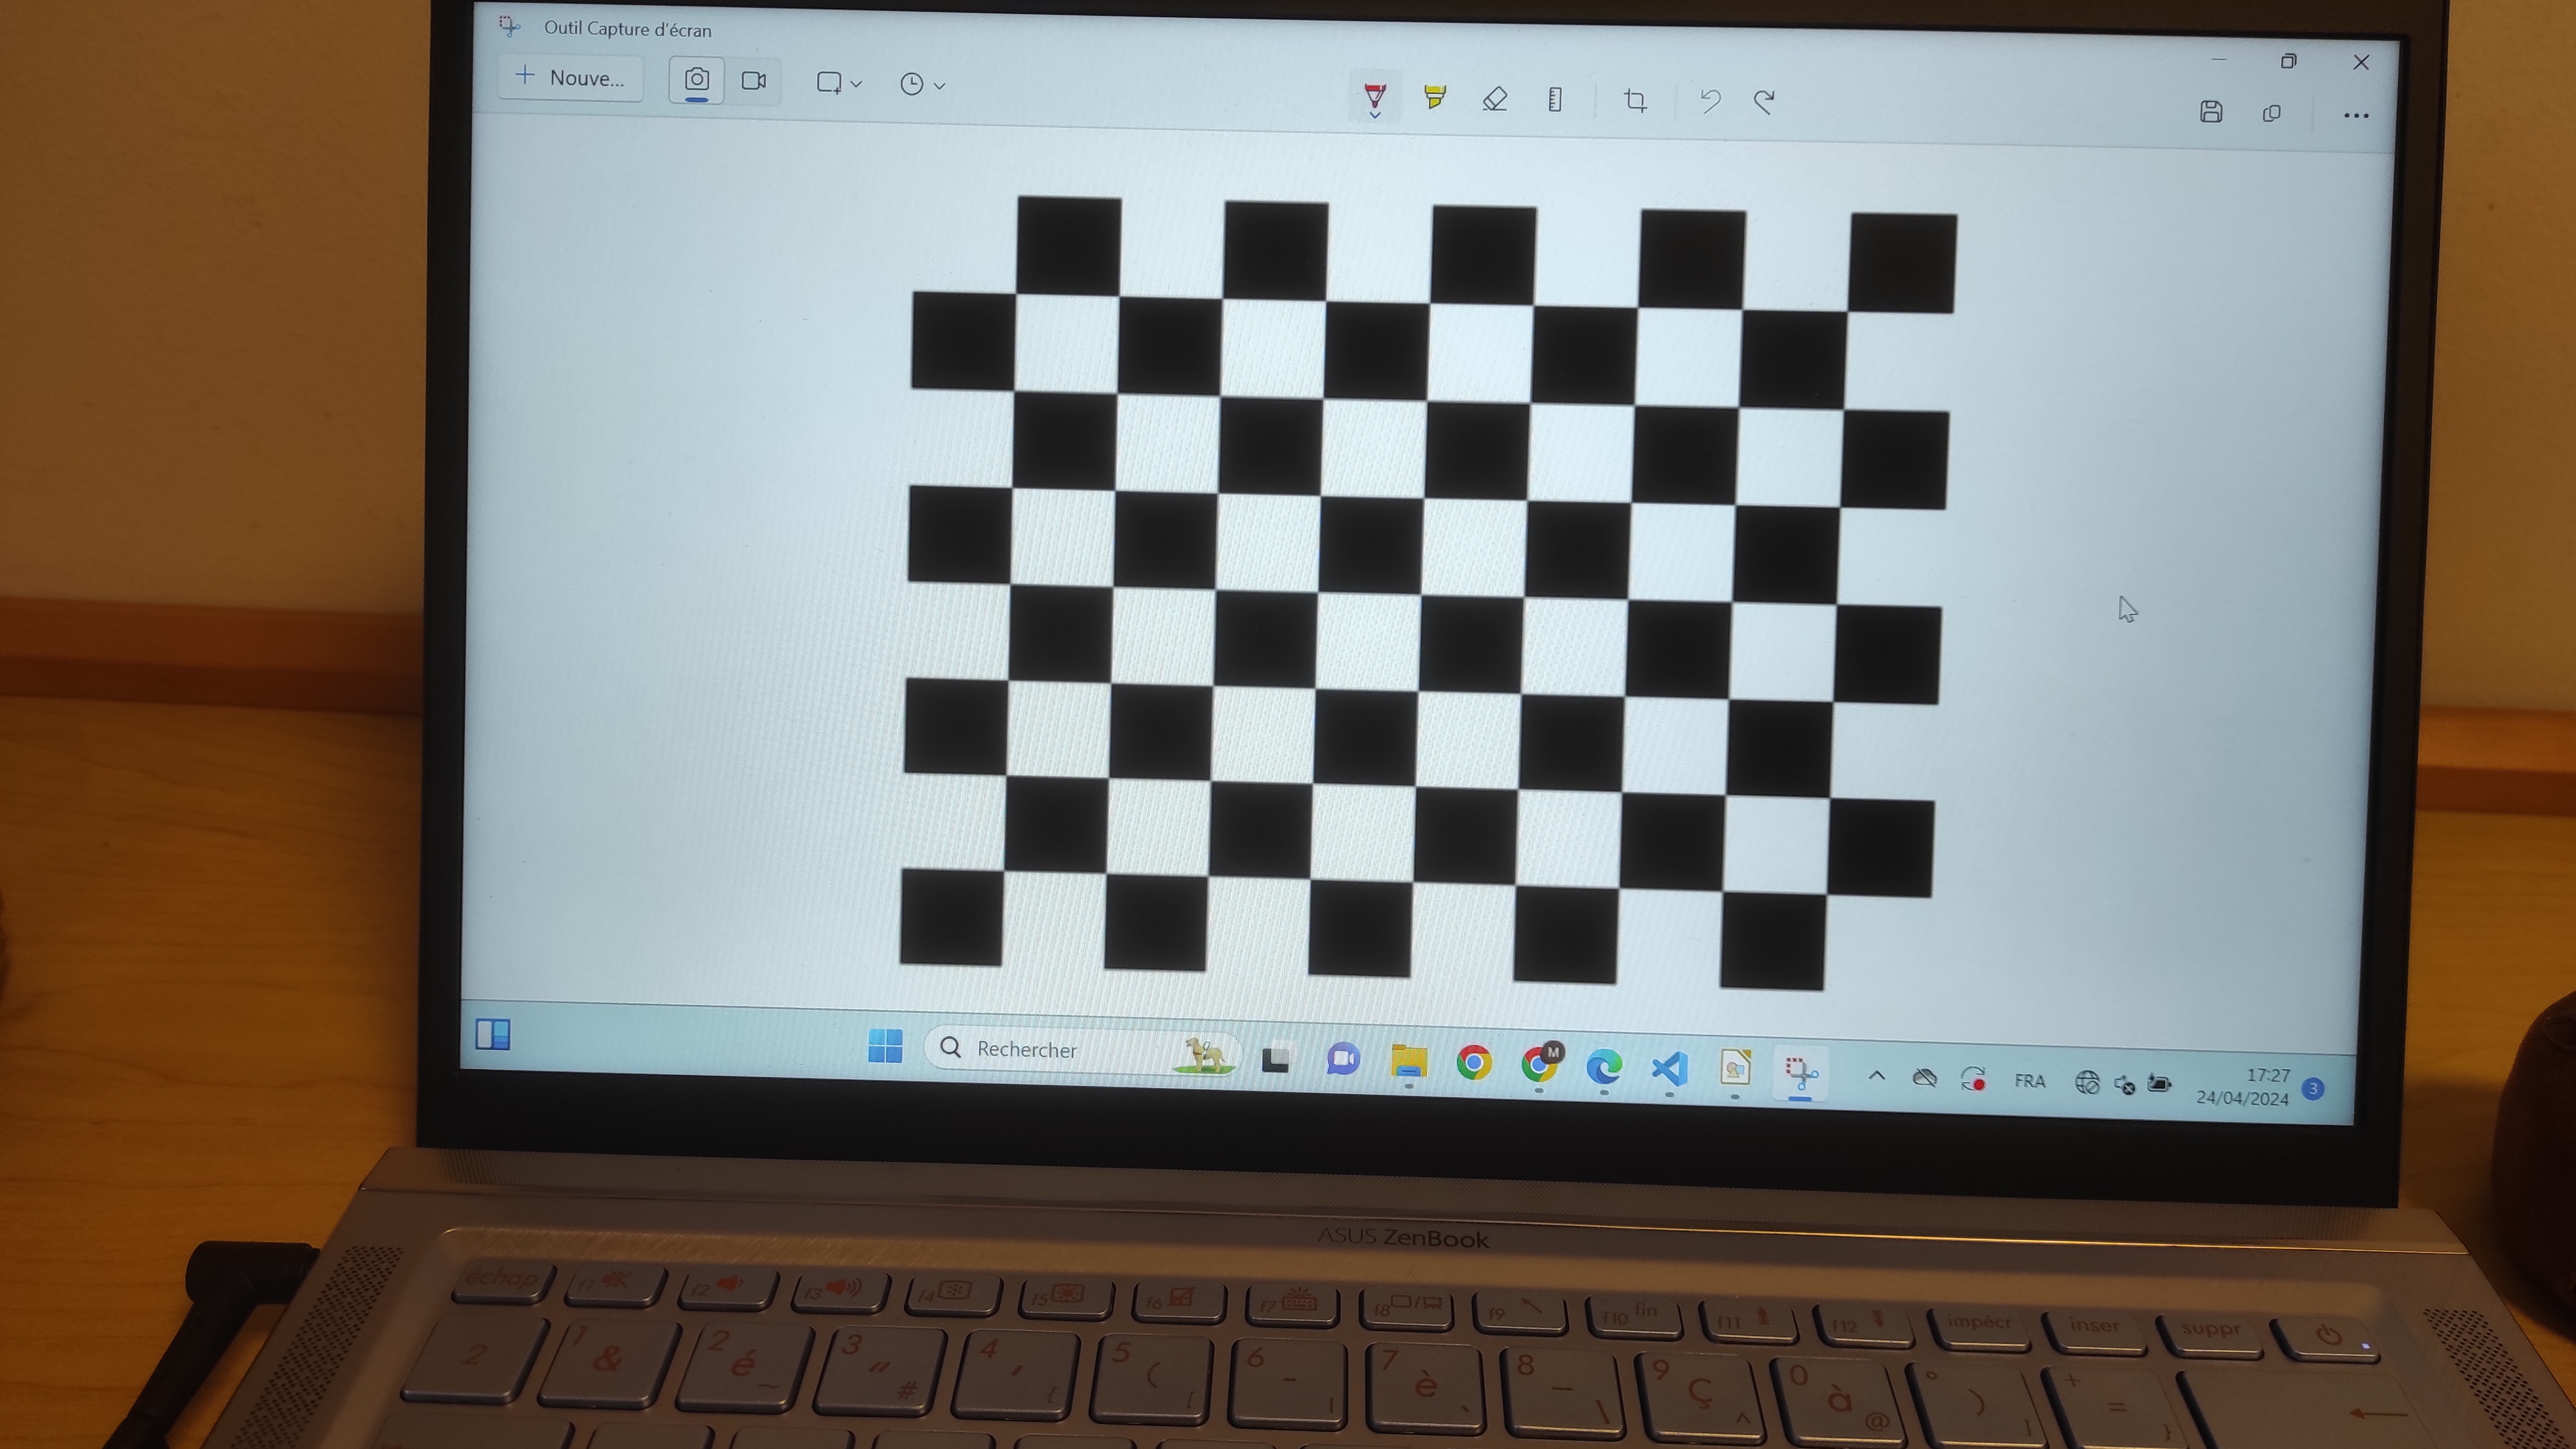 Outil Capture d'écran
Nouve...
Rechercher
M
FRA
17:27
24/04/2024
3
ASUS ZenBook
échap
f1
f2
f3
f4
f5
f6
f7
f8
f9
f10 fin
f11
f12
impécr
inser
suppr
2
1 &
2 é _
3 " #
4 ' {
5 ( [
6 - |
7 è `
8 _ \
9 ç ^
0 à @
° ) ]
+ = }